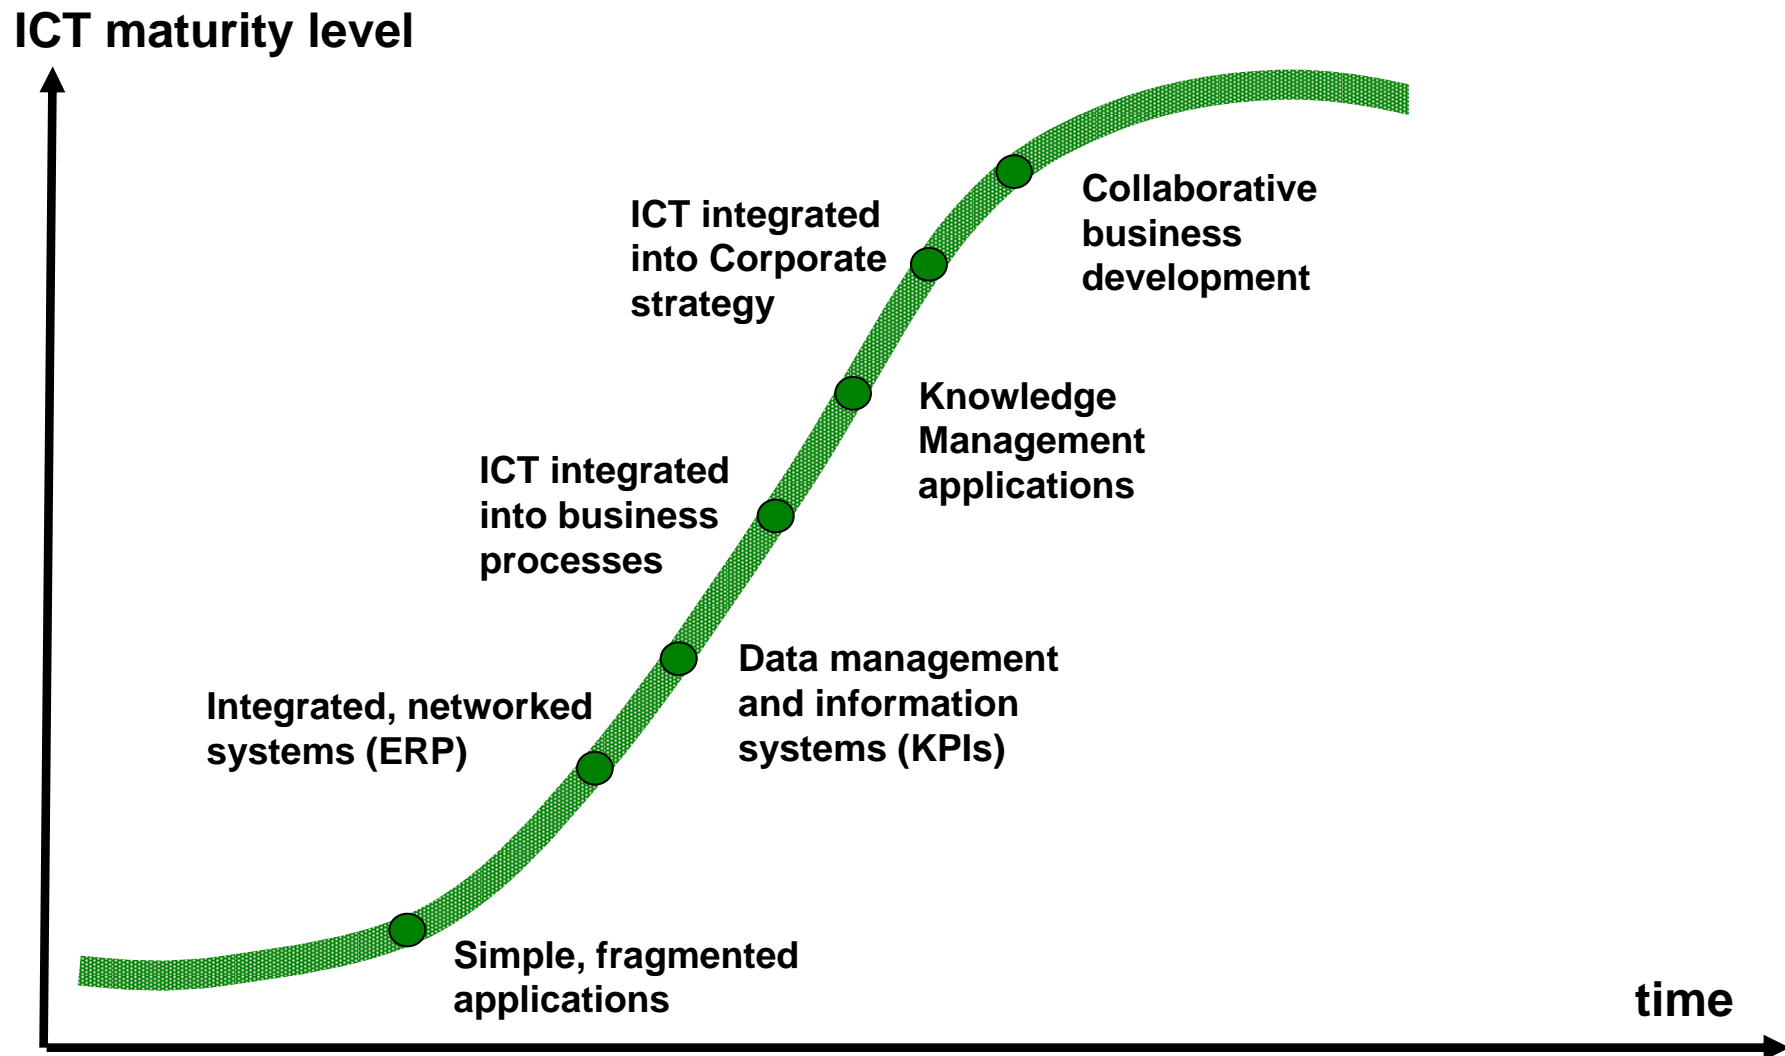 ICT maturity level
Collaborative
business
development
ICT integrated
into Corporate
strategy
Knowledge
Management
applications
ICT integrated
into business
processes
Data management
and information
systems (KPIs)
Integrated, networked
systems (ERP)
Simple, fragmented
applications
time